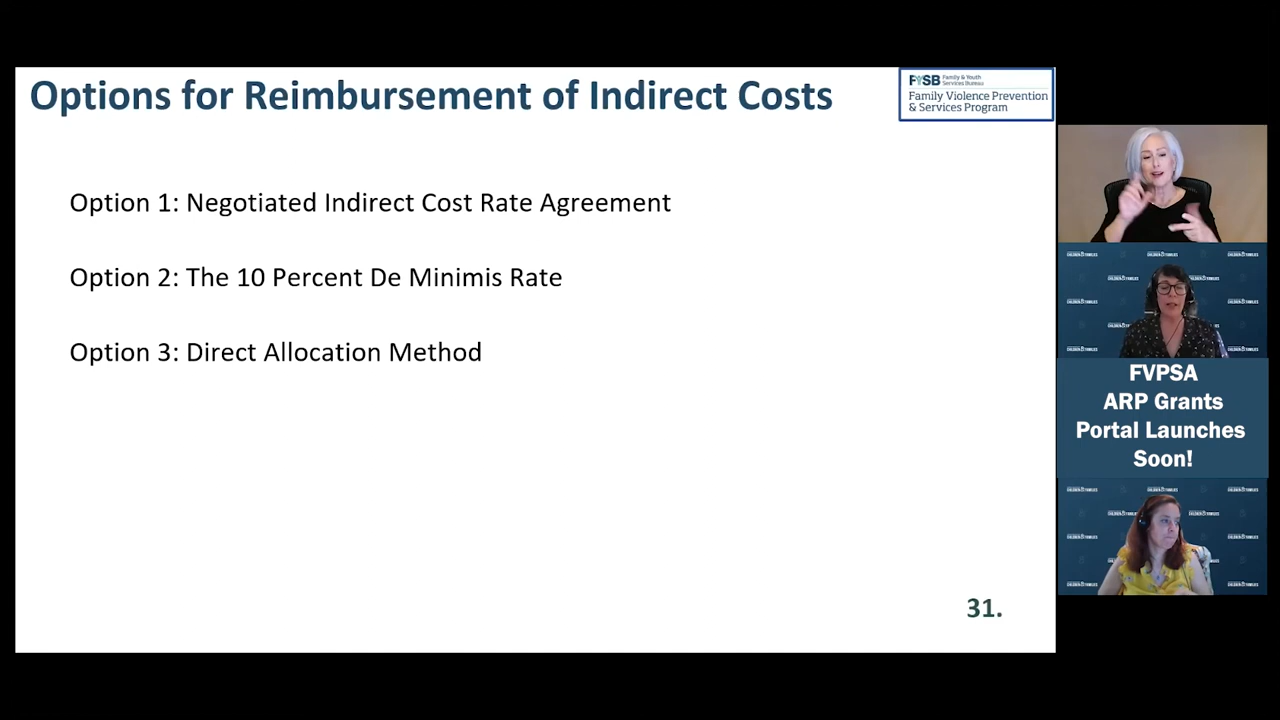 Options for Reimbursement of Indirect Costs
FYSB Family & Youth
Services Bureau
Family Violence Prevention
& Services Program
Option 1: Negotiated Indirect Cost Rate Agreement
Option 2: The 10 Percent De Minimis Rate
Option 3: Direct Allocation Method
31.
FVPSA
ARP Grants
Portal Launches
Soon!